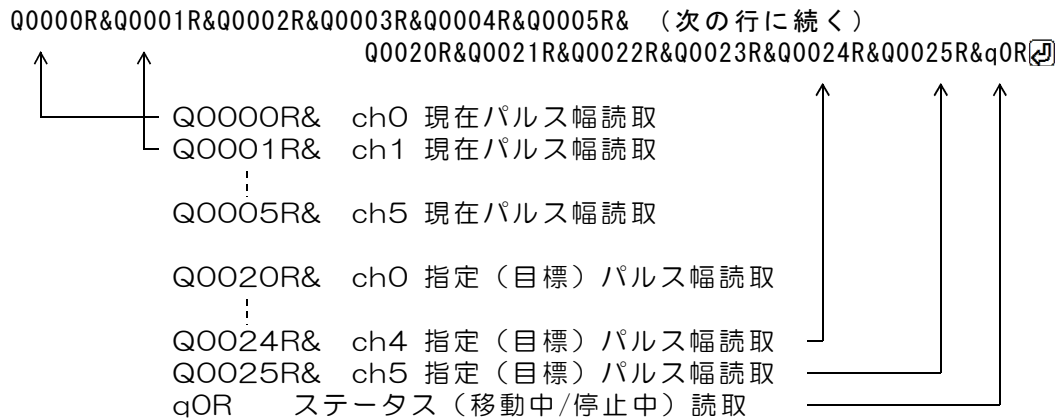 Q0000R&Q0001R&Q0002R&Q0003R&Q0004R&Q0005R& （次の行に続く）
Q0020R&Q0021R&Q0022R&Q0023R&Q0024R&Q0025R&q0R
Q0000R& ch0 現在パルス幅読取
Q0001R& ch1 現在パルス幅読取
Q0005R& ch5 現在パルス幅読取
Q0020R& ch0 指定（目標）パルス幅読取
Q0024R& ch4 指定（目標）パルス幅読取
Q0025R& ch5 指定（目標）パルス幅読取
q0R ステータス（移動中/停止中）読取